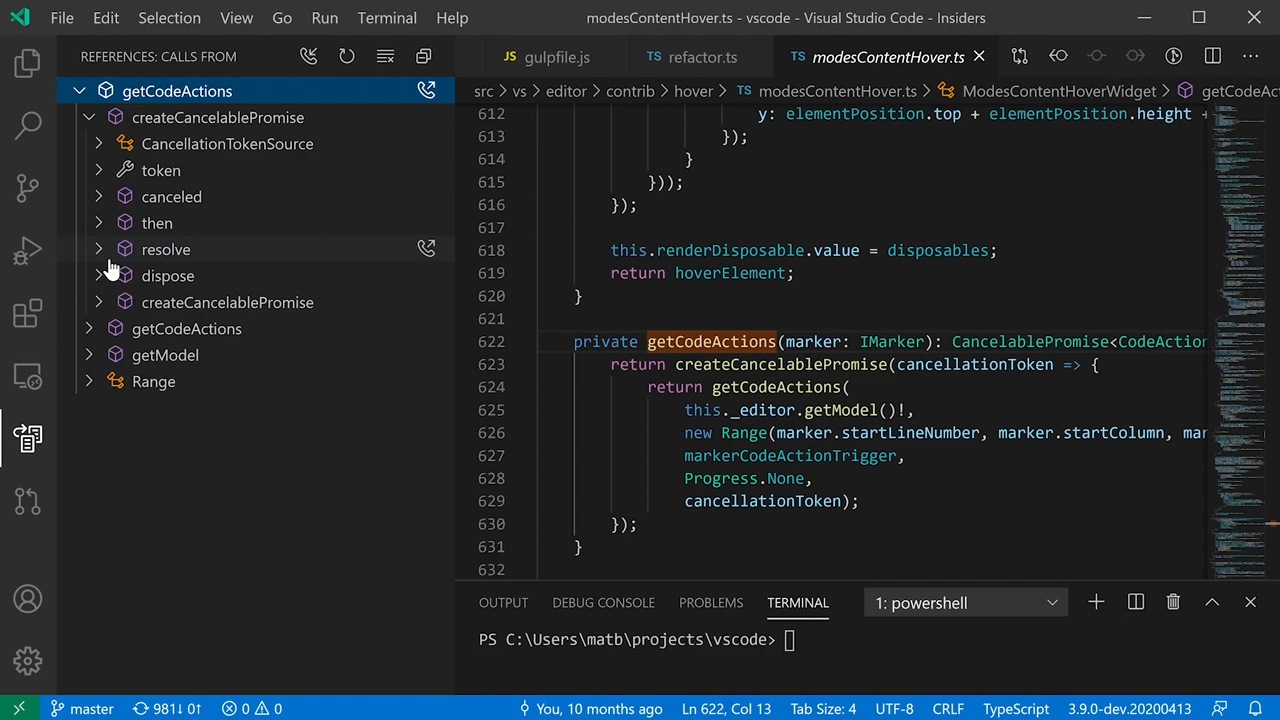 File Edit Selection View Go Run Terminal Help modesContentHover.ts - vscode - Visual Studio Code - Insiders
REFERENCES: CALLS FROM
getCodeActions
createCancelablePromise
CancellationTokenSource
token
canceled
then
resolve
dispose
createCancelablePromise
getCodeActions
getModel
Range
JS gulpfile.js TS refactor.ts TS modesContentHover.ts
src > vs > editor > contrib > hover > TS modesContentHover.ts > ModesContentHoverWidget > getCodeAct
612 y: elementPosition.top + elementPosition.height +
613 });
614 }
615 }));
616 });
617
618 this.renderDisposable.value = disposables;
619 return hoverElement;
620 }
621
622 private getCodeActions(marker: IMarker): CancelablePromise<CodeAction
623 return createCancelablePromise(cancellationToken => {
624 return getCodeActions(
625 this._editor.getModel()!,
626 new Range(marker.startLineNumber, marker.startColumn, mar
627 markerCodeActionTrigger,
628 Progress.None,
629 cancellationToken);
630 });
631 }
632
OUTPUT DEBUG CONSOLE PROBLEMS TERMINAL 1: powershell
PS C:\Users\matb\projects\vscode>
master 981↓ 0↑ 0 0 You, 10 months ago Ln 622, Col 13 Tab Size: 4 UTF-8 CRLF TypeScript 3.9.0-dev.20200413